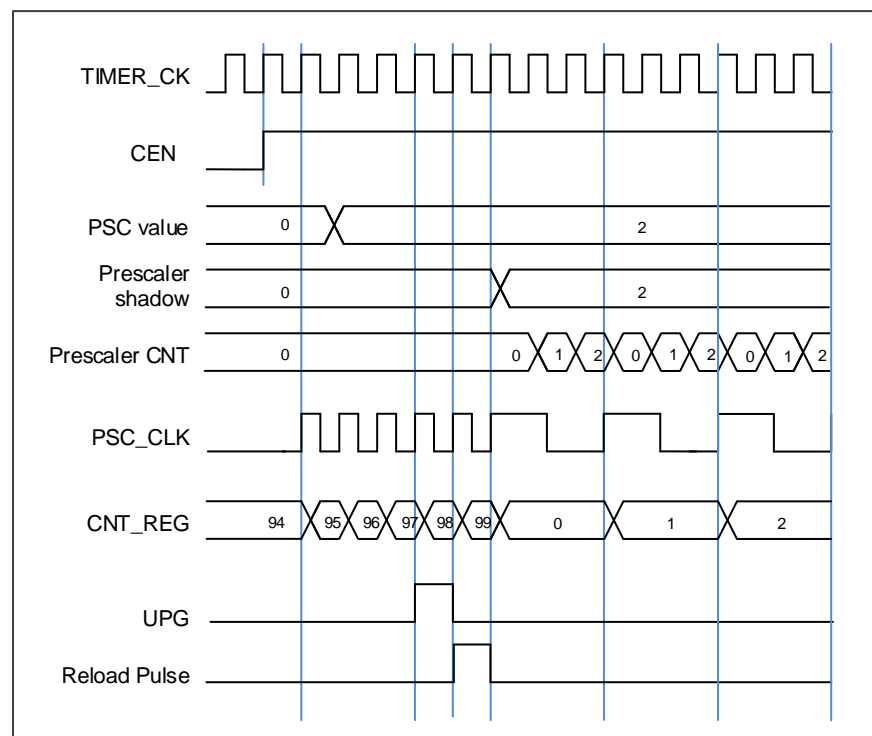 TIMER_CK
CEN
PSC value 0 2
Prescaler
shadow 0 2
Prescaler CNT 0 0 1 2 0 1 2 0 1 2
PSC_CLK
CNT_REG 94 95 96 97 98 99 0 1 2
UPG
Reload Pulse